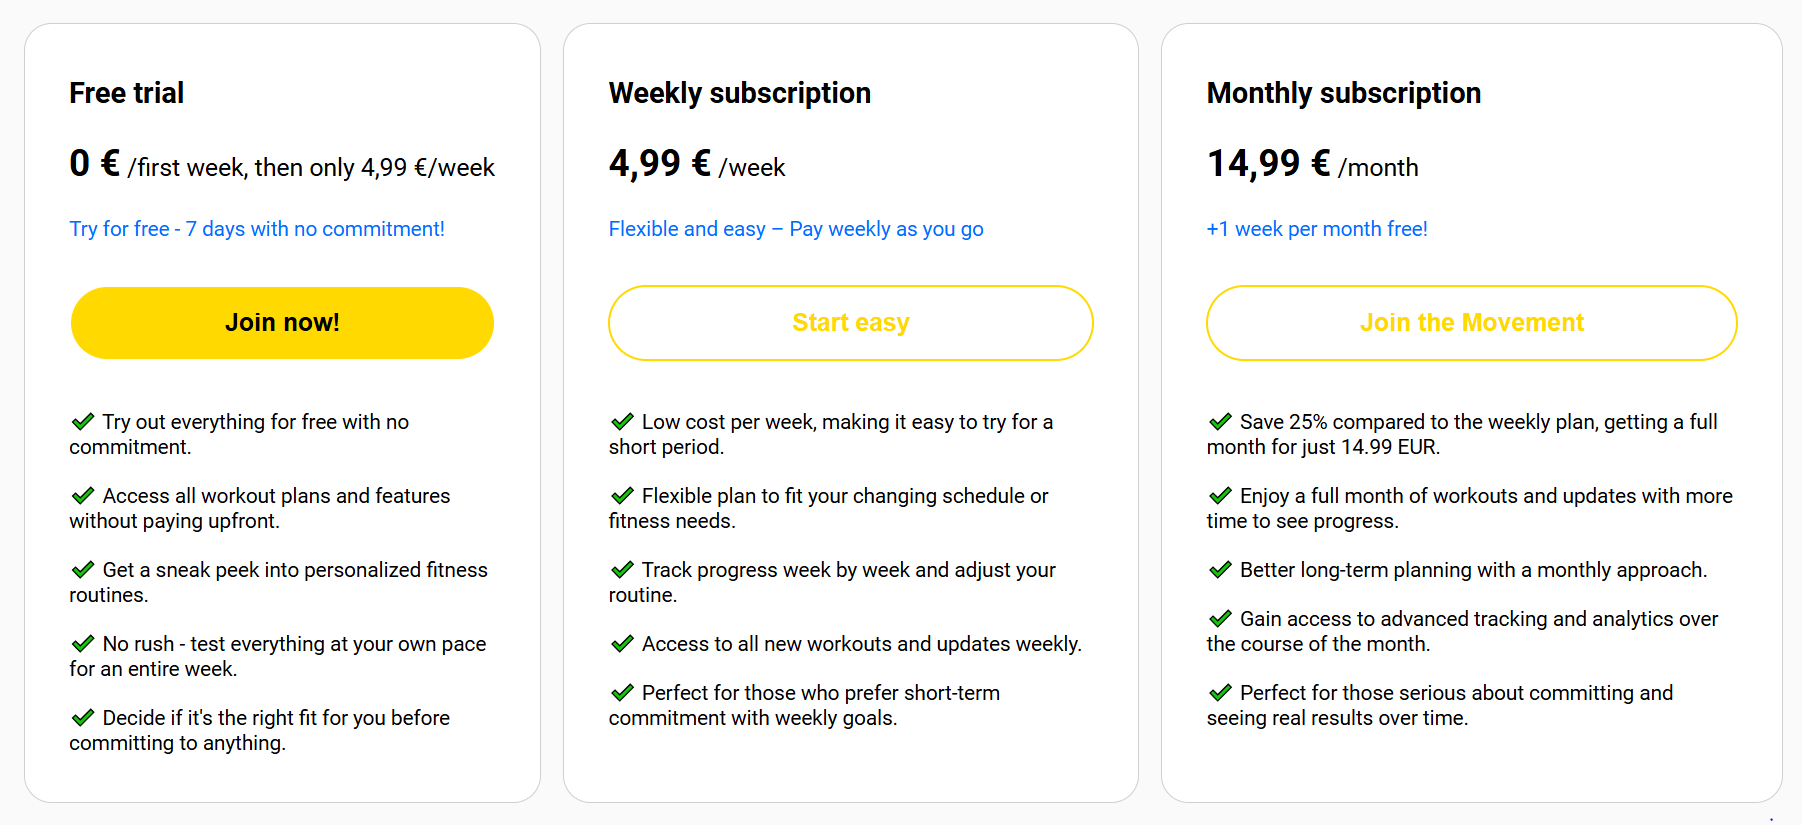 Free trial
0 € /first week, then only 4,99 €/week
Try for free - 7 days with no commitment!
Join now!
Try out everything for free with no
commitment.
Access all workout plans and features
without paying upfront.
Get a sneak peek into personalized fitness
routines.
No rush - test everything at your own pace
for an entire week.
Decide if it's the right fit for you before
committing to anything.
Weekly subscription
4,99 € /week
Flexible and easy – Pay weekly as you go
Start easy
Low cost per week, making it easy to try for a
short period.
Flexible plan to fit your changing schedule or
fitness needs.
Track progress week by week and adjust your
routine.
Access to all new workouts and updates weekly.
Perfect for those who prefer short-term
commitment with weekly goals.
Monthly subscription
14,99 € /month
+1 week per month free!
Join the Movement
Save 25% compared to the weekly plan, getting a full
month for just 14.99 EUR.
Enjoy a full month of workouts and updates with more
time to see progress.
Better long-term planning with a monthly approach.
Gain access to advanced tracking and analytics over
the course of the month.
Perfect for those serious about committing and
seeing real results over time.